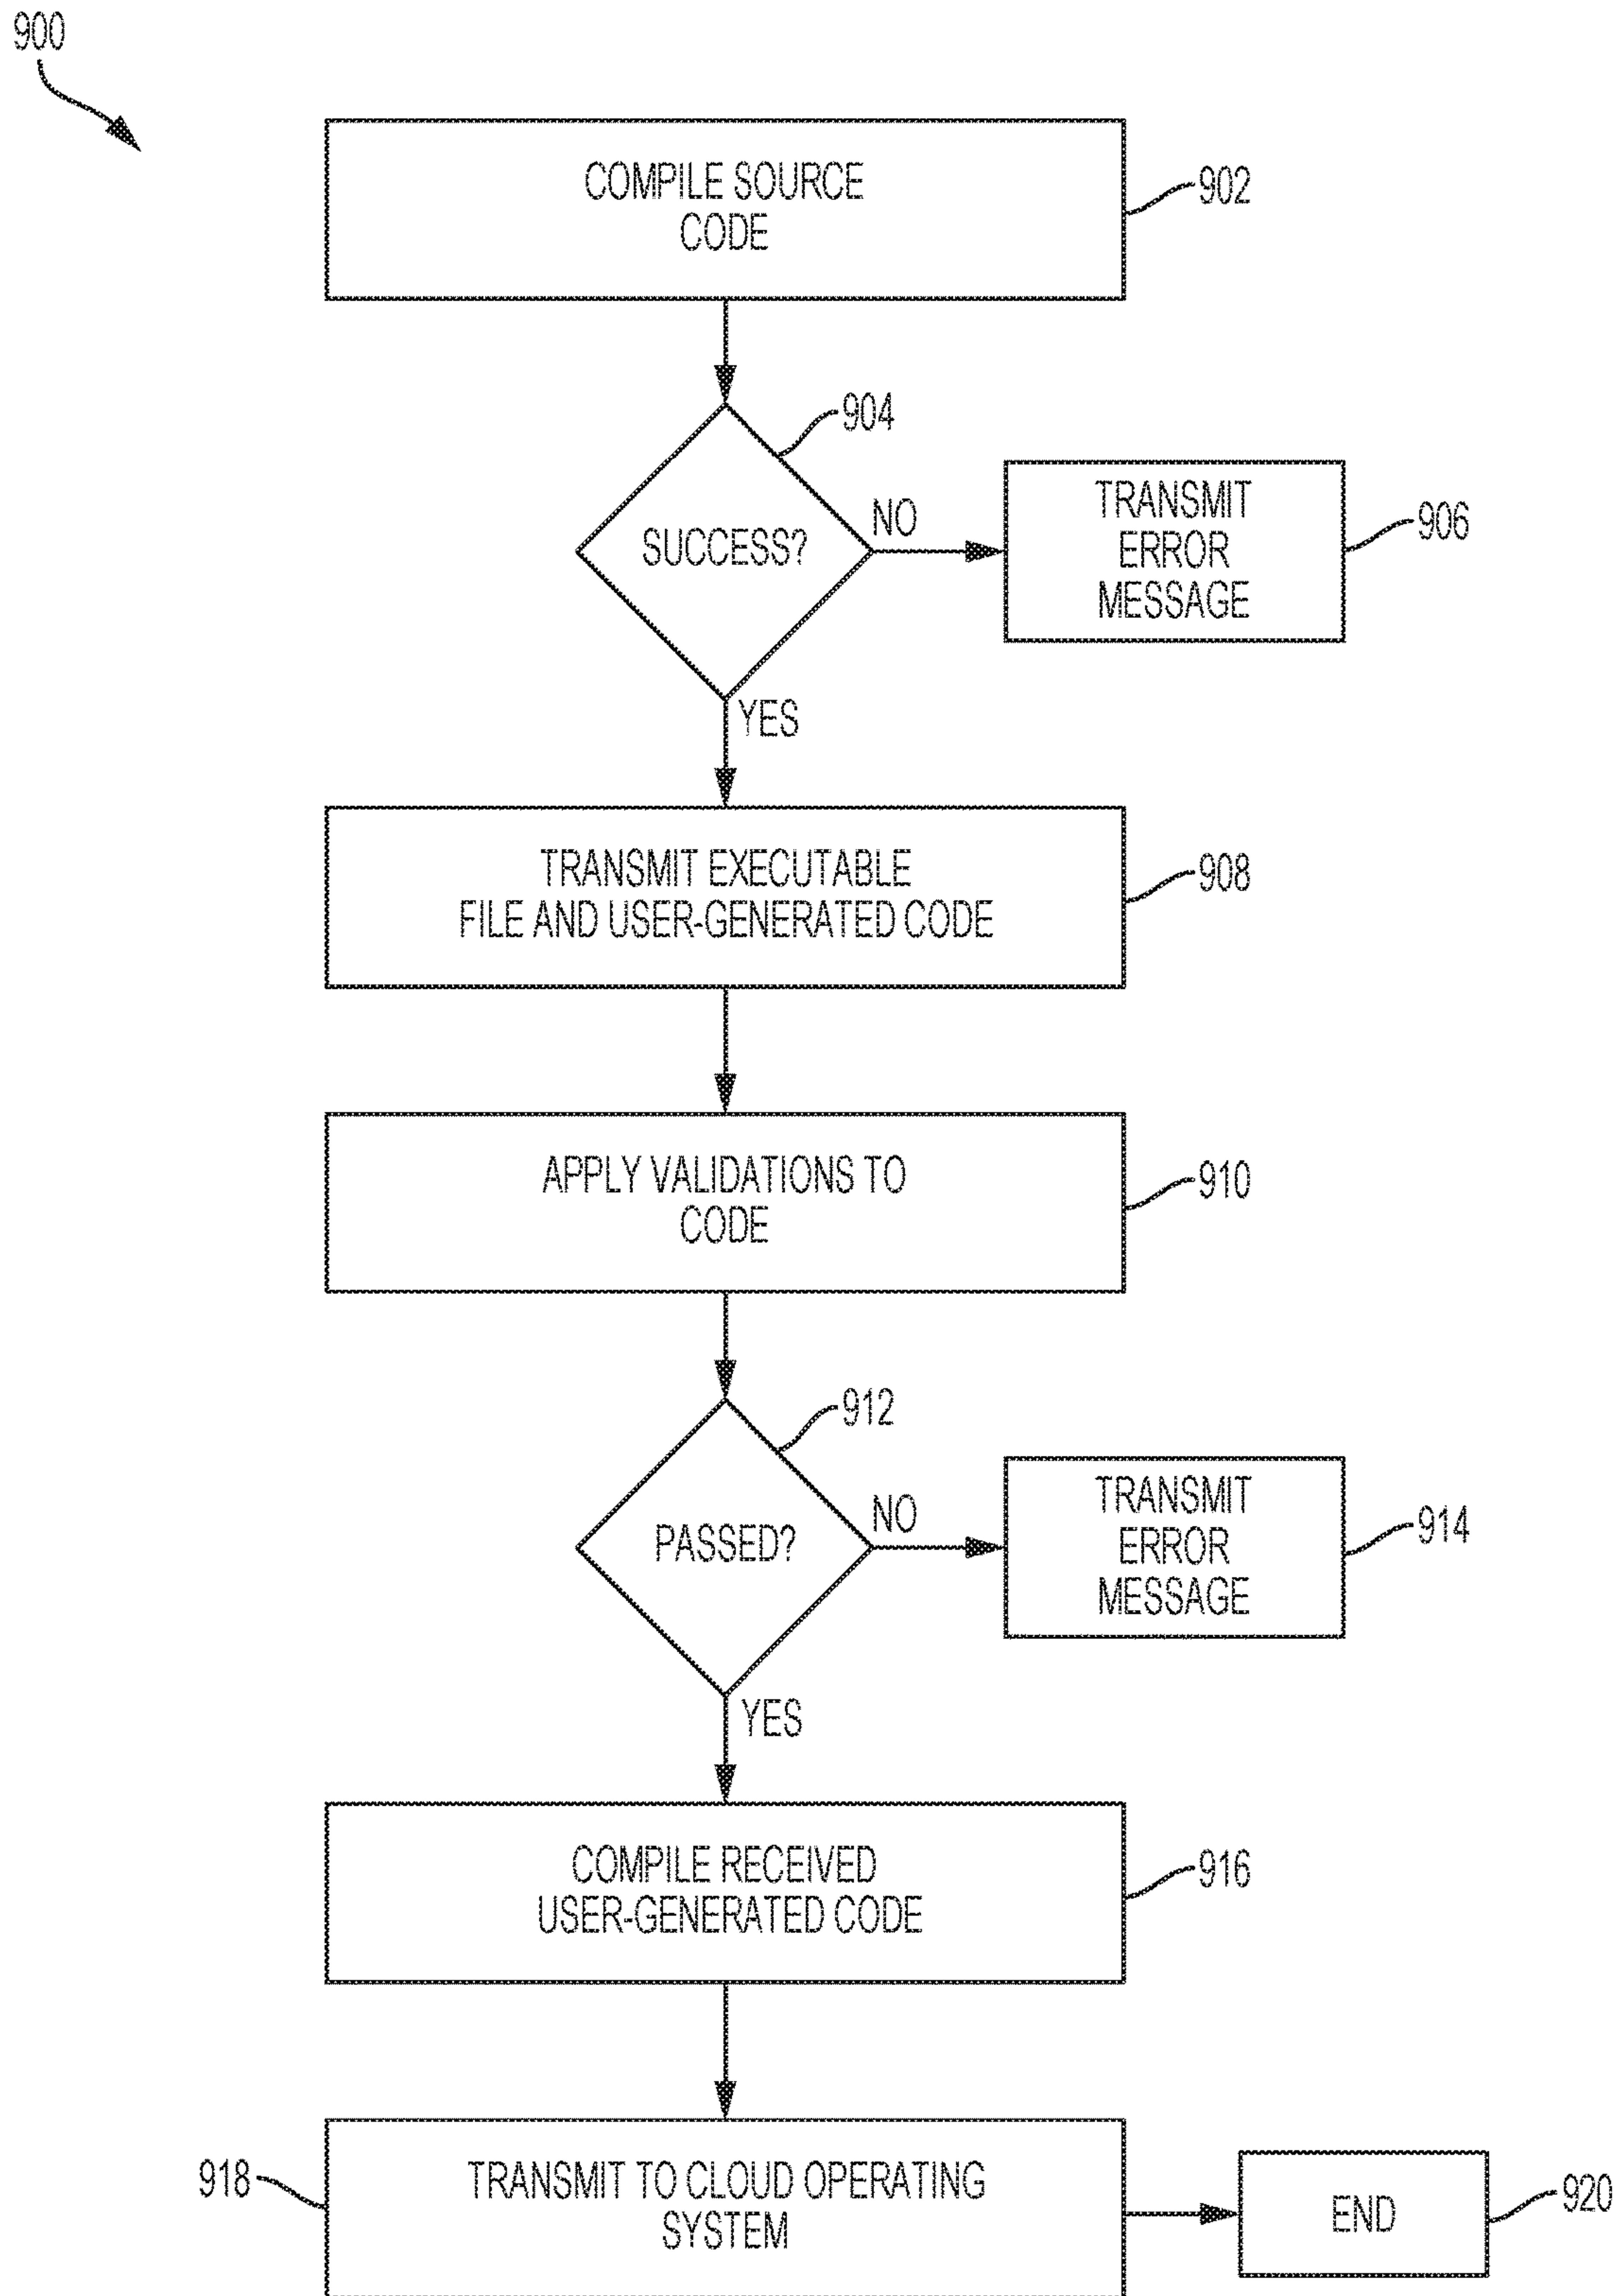 900
COMPILE SOURCE
CODE
902
904
SUCCESS?
NO
TRANSMIT
ERROR
MESSAGE
906
YES
TRANSMIT EXECUTABLE
FILE AND USER-GENERATED CODE
908
APPLY VALIDATIONS TO
CODE
910
912
PASSED?
NO
TRANSMIT
ERROR
MESSAGE
914
YES
COMPILE RECEIVED
USER-GENERATED CODE
916
918
TRANSMIT TO CLOUD OPERATING
SYSTEM
END
920